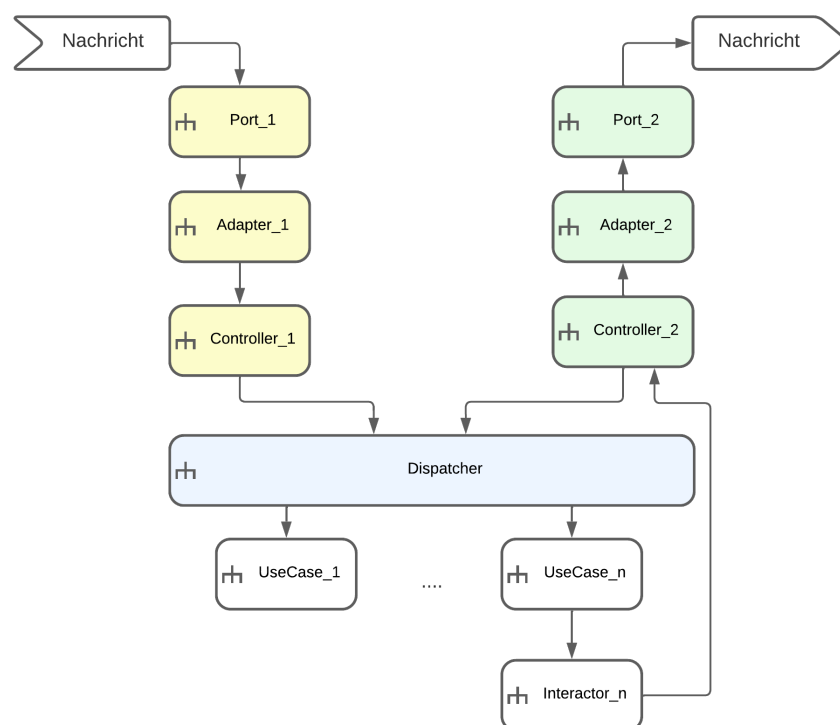 Nachricht
Nachricht
Port_1
Port_2
Adapter_1
Adapter_2
Controller_1
Controller_2
Dispatcher
UseCase_1
....
UseCase_n
Interactor_n